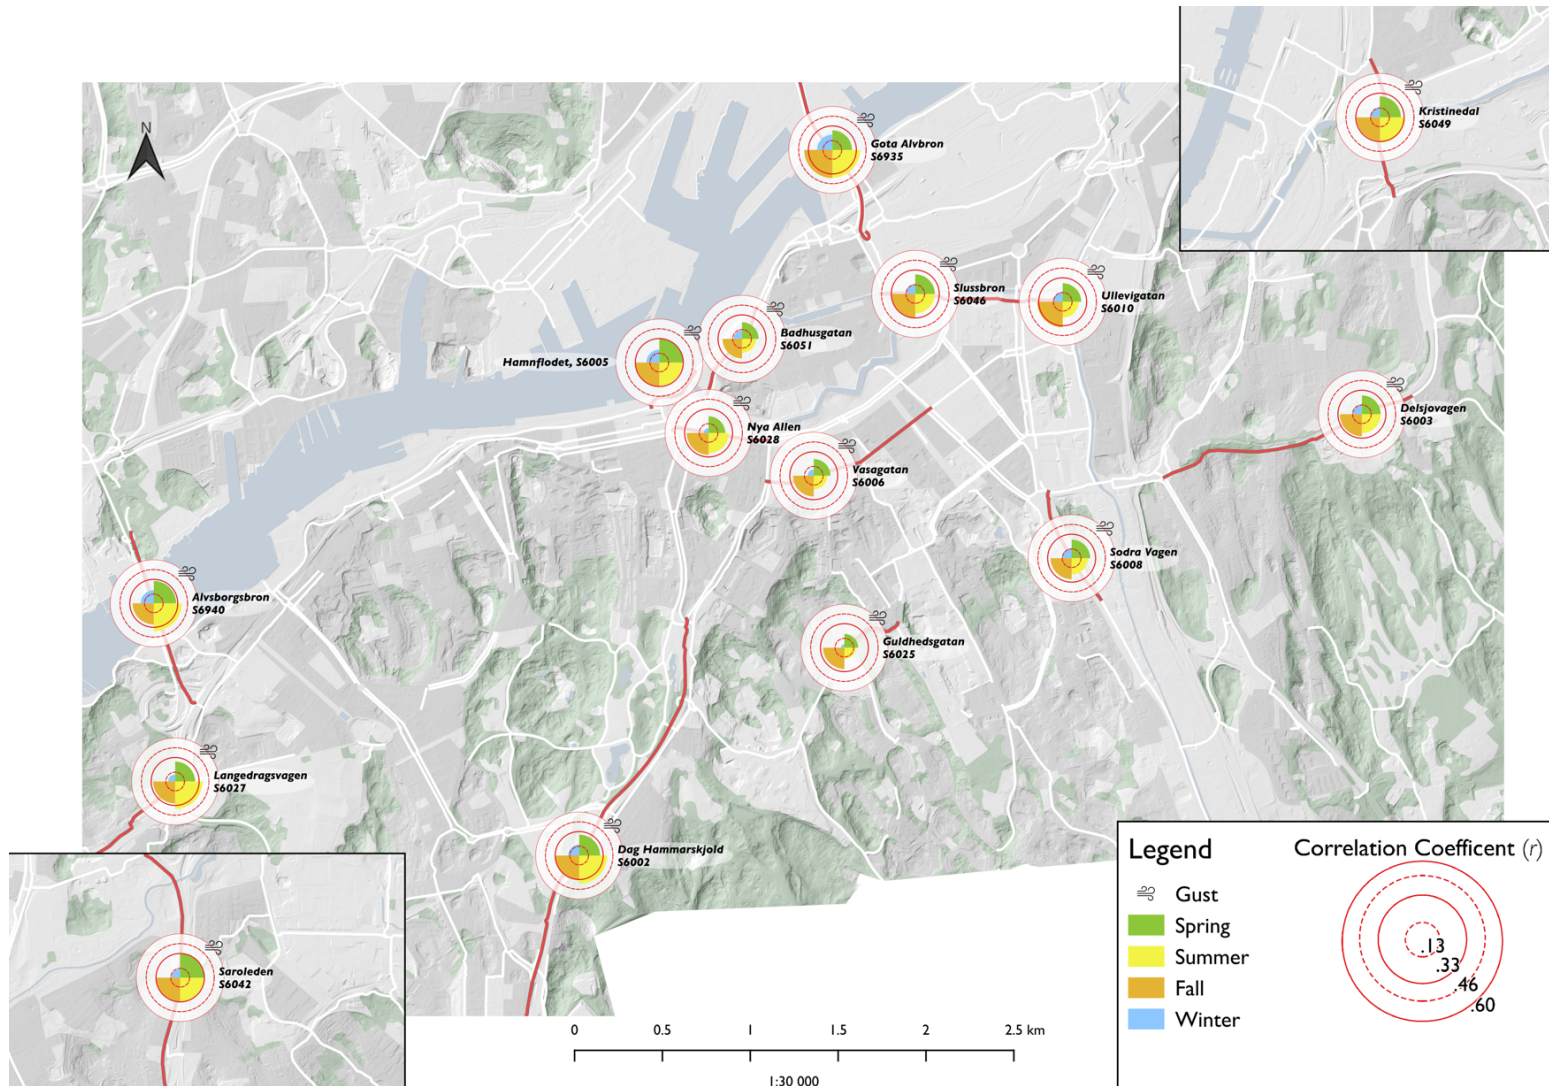 N
Gota Alvbron
S6935
Kristinedal
S6049
Slussbron
S6046
Ullevigatan
S6010
Badhusgatan
S6051
Hamnflodet, S6005
Nya Allen
S6028
Delsjovagen
S6003
Vasagatan
S6006
Sodra Vagen
S6008
Alvsborgsbron
S6940
Guldhedsgatan
S6025
Langedragsvagen
S6027
Dag Hammarskjold
S6002
Saroleden
S6042
Legend
Gust
Spring
Summer
Fall
Winter
Correlation Coefficent (r)
.13
.33
.46
.60
0 0.5 1 1.5 2 2.5 km
1:30 000